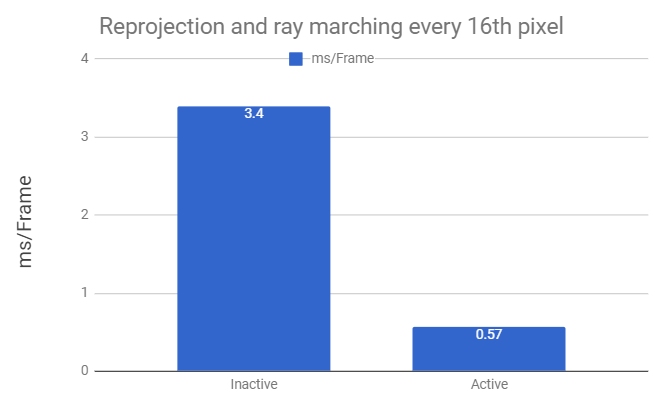 Reprojection and ray marching every 16th pixel
ms/Frame
4
3
2
1
0
ms/Frame
3.4
0.57
Inactive
Active